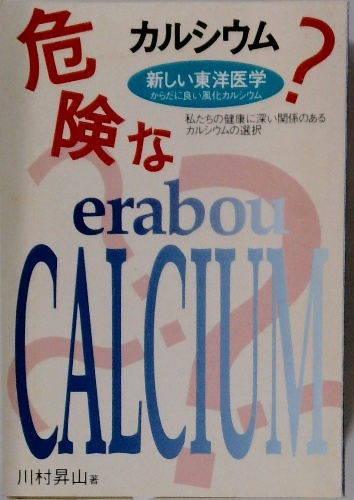 危険な
カルシウム？
新しい東洋医学
からだに良い風化カルシウム
私たちの健康に深い関係のある
カルシウムの選択
erabou
CALCIUM
川村昇山著